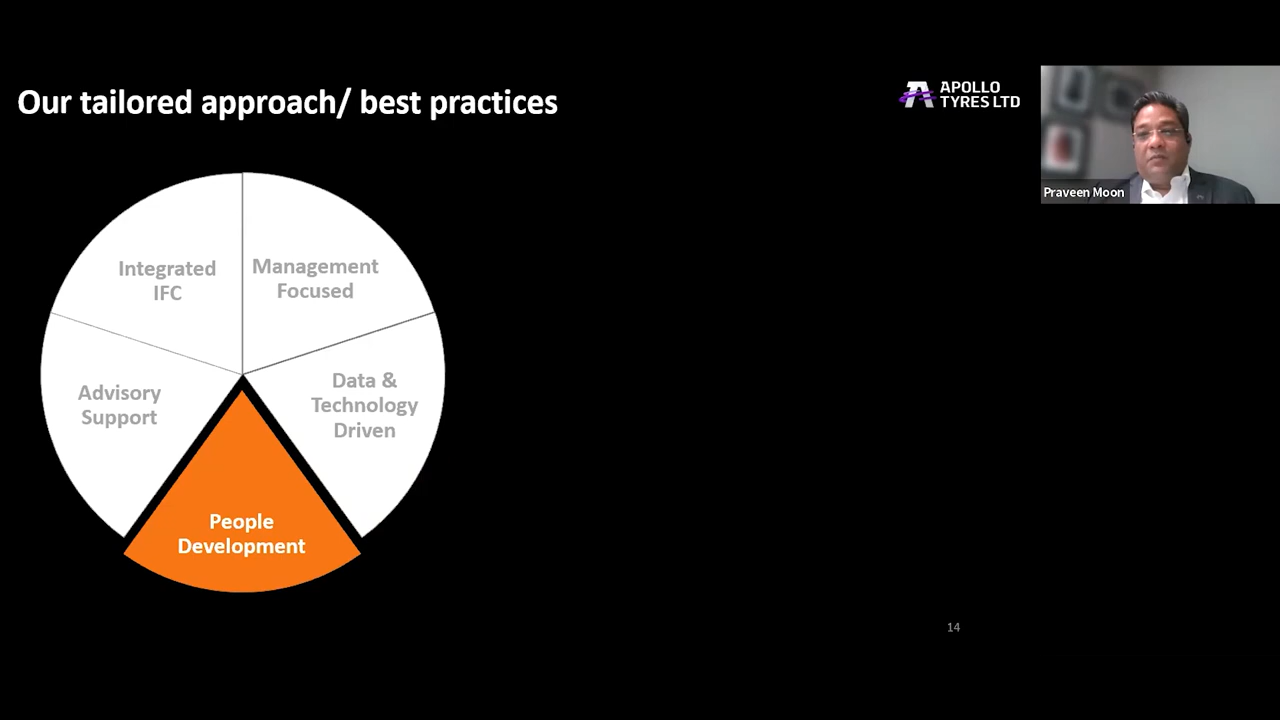 Our tailored approach/ best practices
APOLLO
TYRES LTD
Praveen Moon
Integrated
IFC
Management
Focused
Advisory
Support
Data &
Technology
Driven
People
Development
14